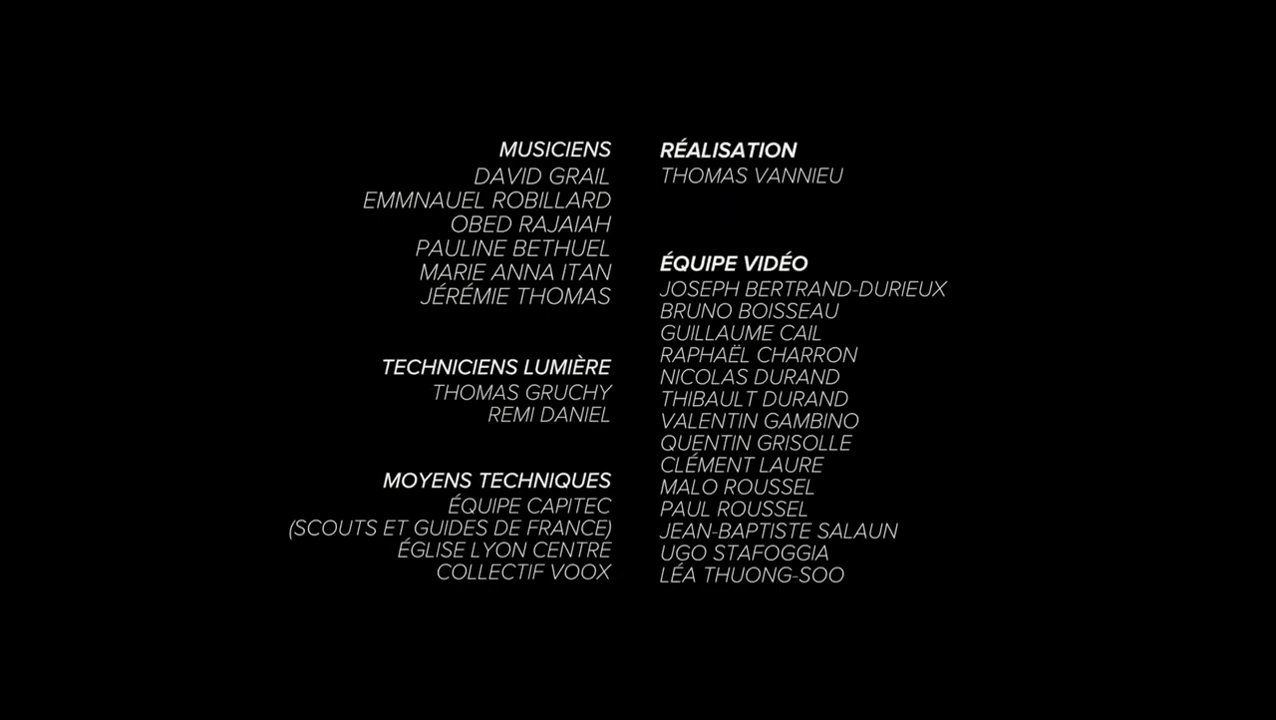 MUSICIENS
DAVID GRAIL
EMMNAUEL ROBILLARD
OBED RAJAIAH
PAULINE BETHUEL
MARIE ANNA ITAN
JÉRÉMIE THOMAS
TECHNICIENS LUMIÈRE
THOMAS GRUCHY
REMI DANIEL
MOYENS TECHNIQUES
ÉQUIPE CAPITEC
(SCOUTS ET GUIDES DE FRANCE)
ÉGLISE LYON CENTRE
COLLECTIF VOOX
RÉALISATION
THOMAS VANNIEU
ÉQUIPE VIDÉO
JOSEPH BERTRAND-DURIEUX
BRUNO BOISSEAU
GUILLAUME CAIL
RAPHAËL CHARRON
NICOLAS DURAND
THIBAULT DURAND
VALENTIN GAMBINO
QUENTIN GRISOLLE
CLÉMENT LAURE
MALO ROUSSEL
PAUL ROUSSEL
JEAN-BAPTISTE SALAUN
UGO STAFOGGIA
LÉA THUONG-SOO